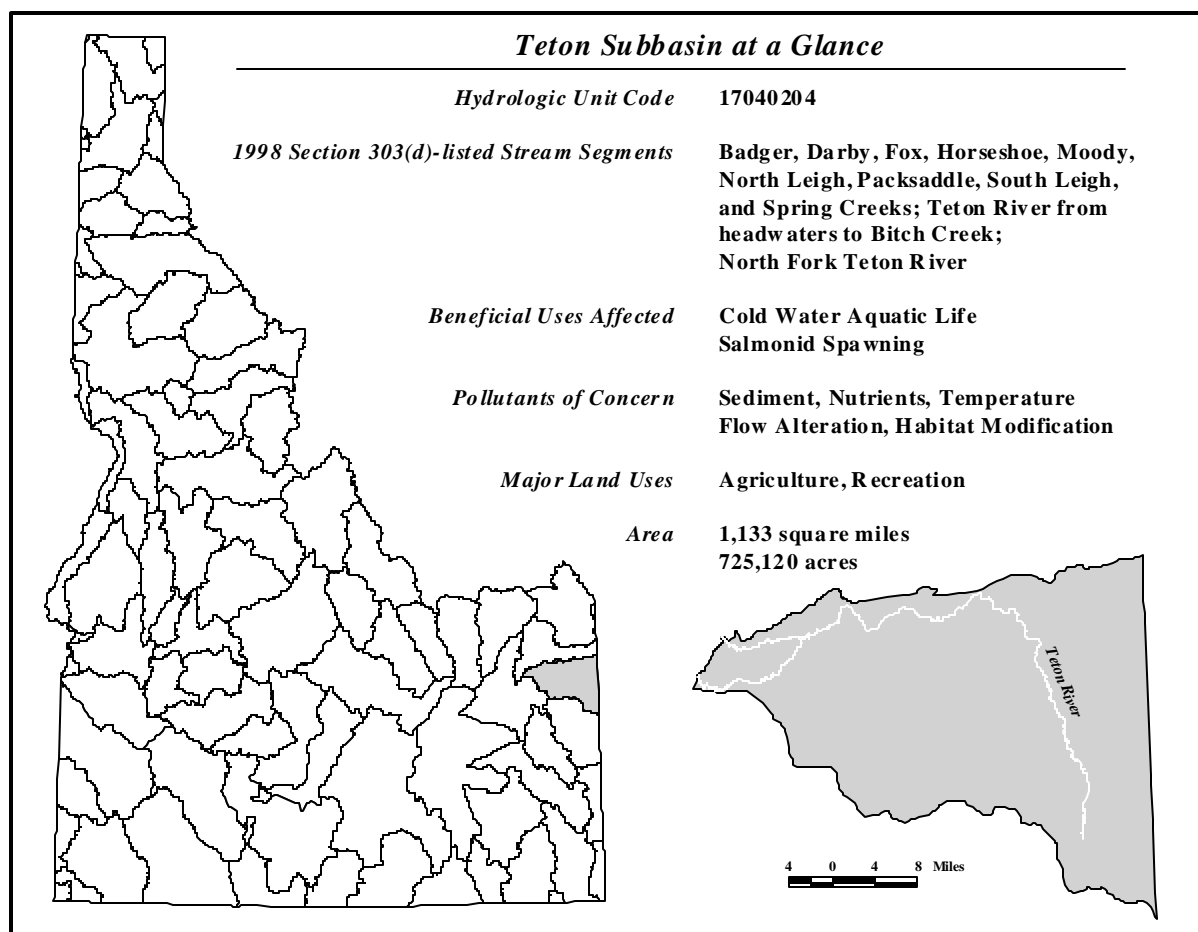 Teton Subbasin at a Glance
Hydrologic Unit Code 17040204
1998 Section 303(d)-listed Stream Segments Badger, Darby, Fox, Horseshoe, Moody,
North Leigh, Packsaddle, South Leigh,
and Spring Creeks; Teton River from
headwaters to Bitch Creek;
North Fork Teton River
Beneficial Uses Affected Cold Water Aquatic Life
Salmonid Spawning
Pollutants of Concern Sediment, Nutrients, Temperature
Flow Alteration, Habitat Modification
Major Land Uses Agriculture, Recreation
Area 1,133 square miles
725,120 acres
Teton River
4 0 4 8 Miles